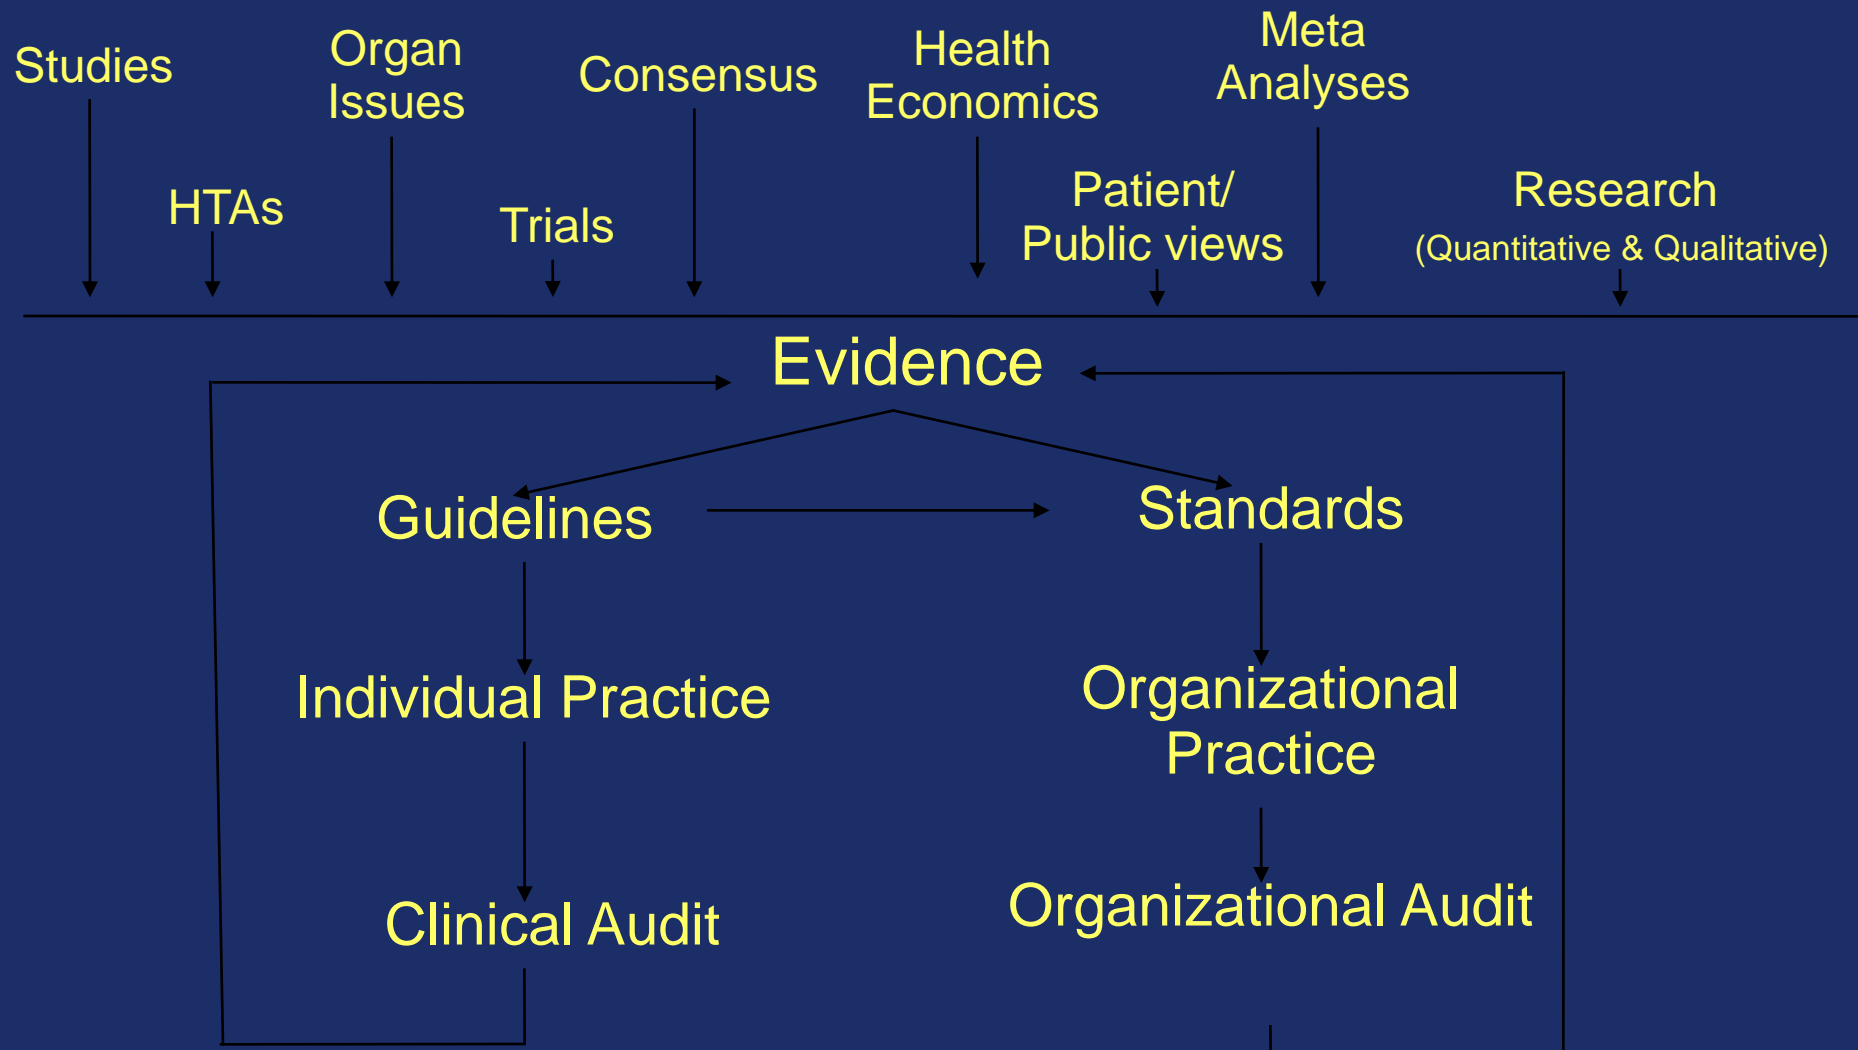 Studies
Organ
Issues
Consensus
Health
Economics
Meta
Analyses
HTAs
Trials
Patient/
Public views
Research
(Quantitative & Qualitative)
Evidence
Guidelines
Standards
Individual Practice
Organizational
Practice
Clinical Audit
Organizational Audit